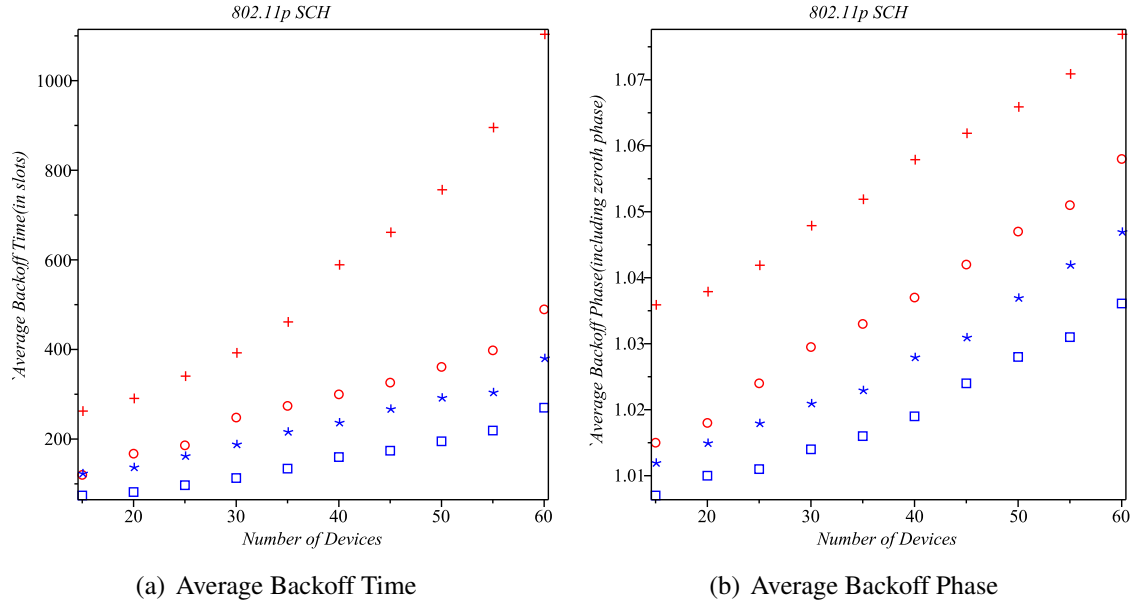 802.11p SCH
1000
800
600
400
200
20
30
40
50
60
`Average Backoff Time(in slots)
Number of Devices
(a) Average Backoff Time
802.11p SCH
1.07
1.06
1.05
1.04
1.03
1.02
1.01
20
30
40
50
60
`Average Backoff Phase(including zeroth phase)
Number of Devices
(b) Average Backoff Phase